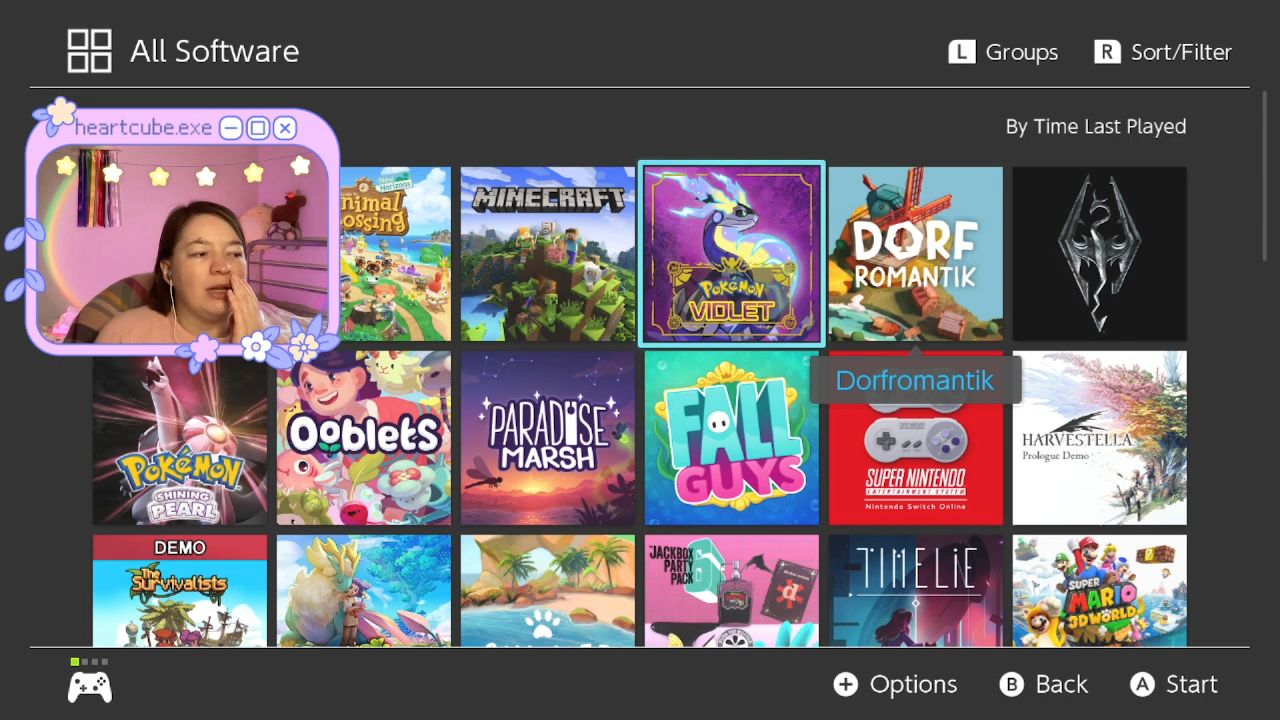 All Software
L Groups
R Sort/Filter
heartcube.exe
By Time Last Played
New Horizons
nimal
ossing
MINECRAFT
POKÉMON
VIOLET
DORF
ROMANTIK
Dorfromantik
POKÉMON
SHINING
PEARL
Ooblets
PARADISE
MARSH
FALL
GUYS
SUPER NINTENDO
ENTERTAINMENT SYSTEM
Nintendo Switch Online
HARVESTELLA
Prologue Demo
DEMO
The
Survivalists
JACKBOX
PARTY
PACK
d
TIMELIE
SUPER
MARIO
3D WORLD
+ Options
B Back
A Start